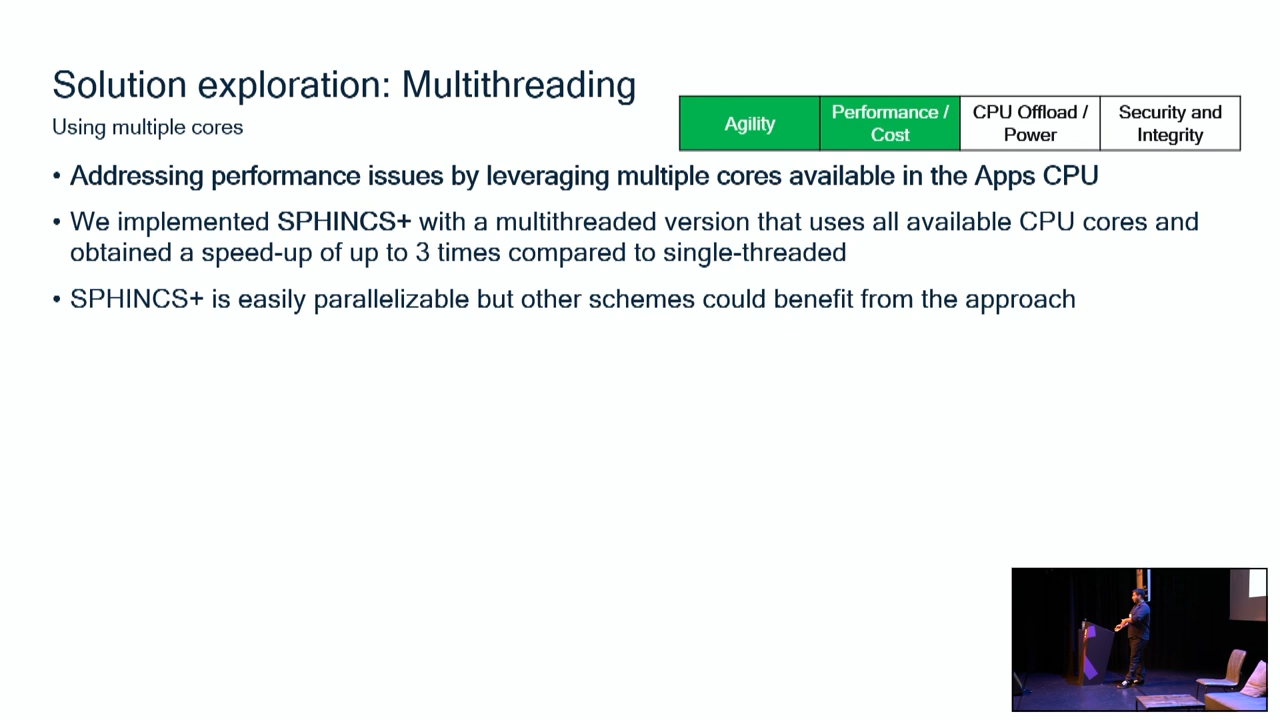 Solution exploration: Multithreading
Using multiple cores
Agility
Performance /
Cost
CPU Offload /
Power
Security and
Integrity
• Addressing performance issues by leveraging multiple cores available in the Apps CPU
• We implemented SPHINCS+ with a multithreaded version that uses all available CPU cores and
obtained a speed-up of up to 3 times compared to single-threaded
• SPHINCS+ is easily parallelizable but other schemes could benefit from the approach